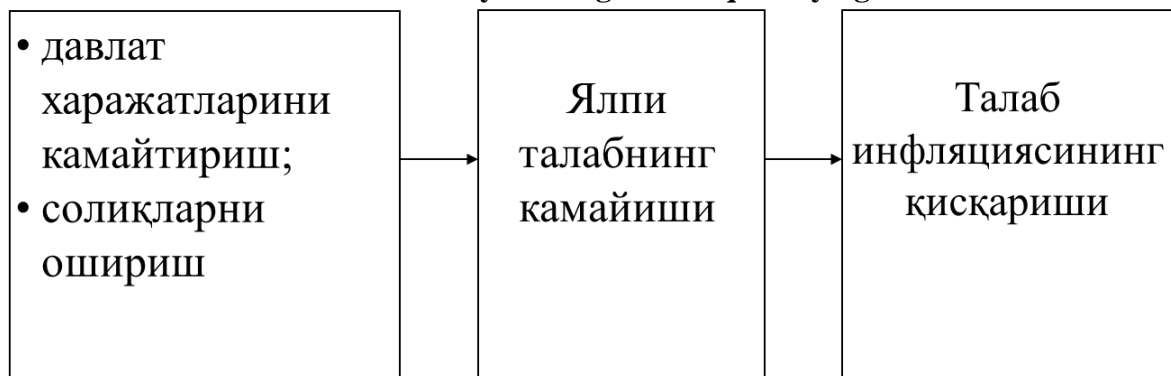 • давлат
харажатларини
камайтириш;
• солиқларни
ошириш
Ялпи
талабнинг
камайиши
Талаб
инфляциясининг
қисқариши